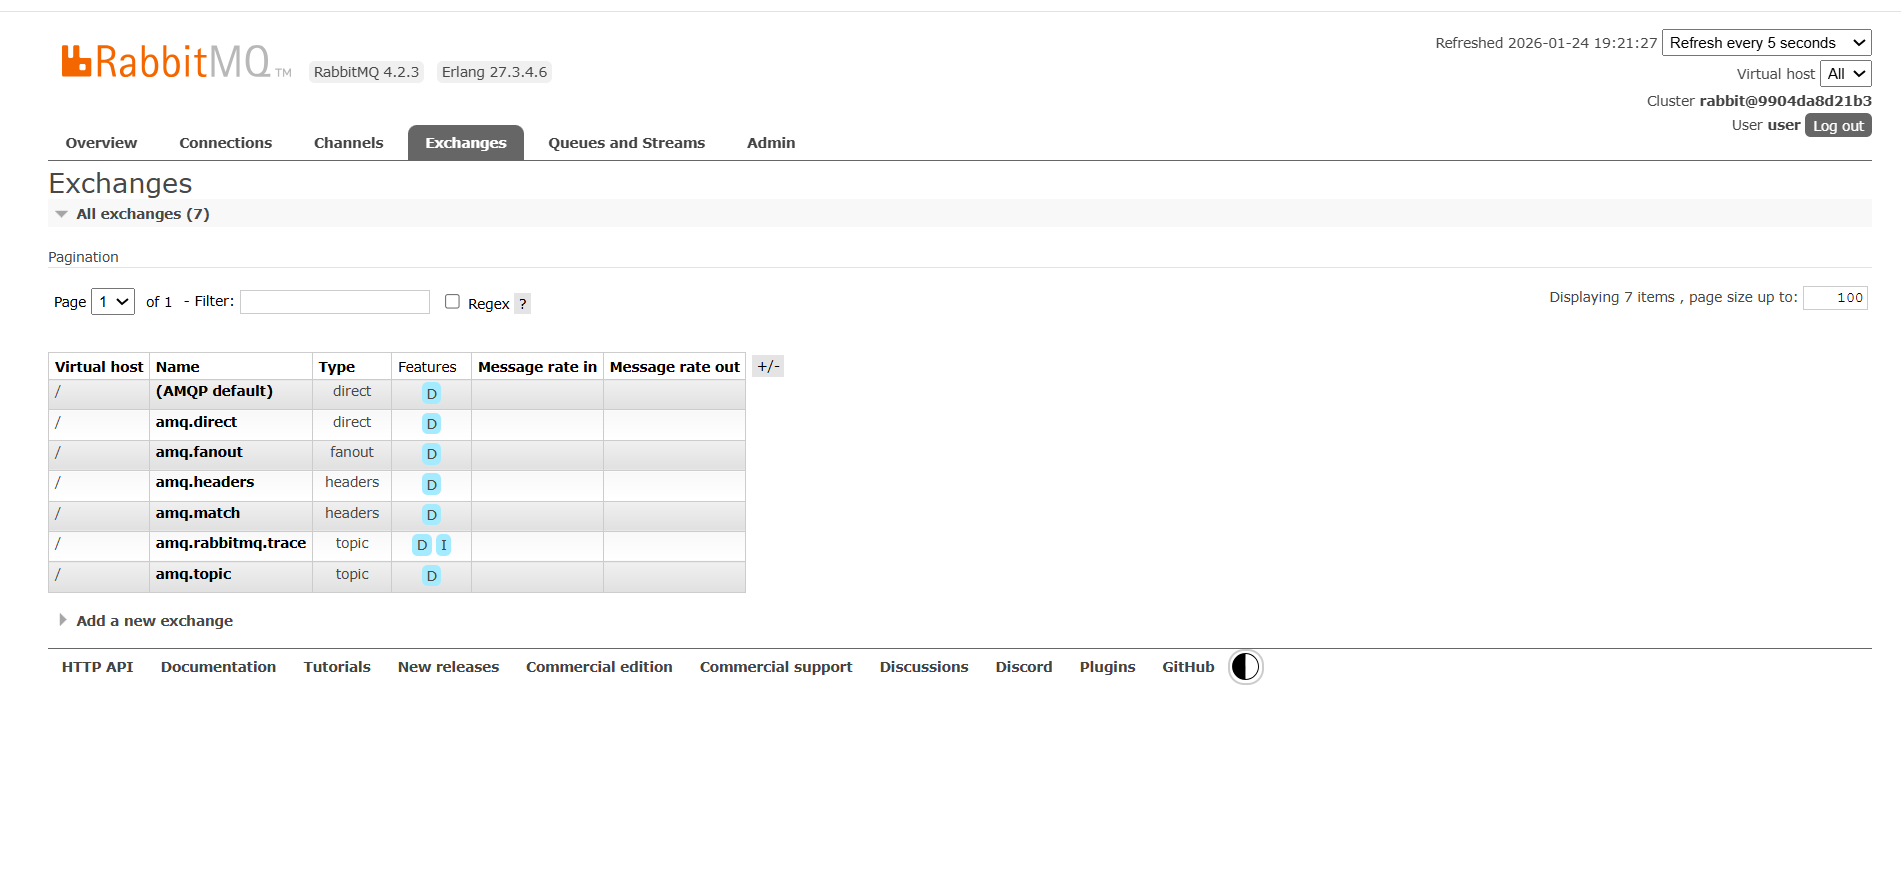 RabbitMQ TM RabbitMQ 4.2.3 Erlang 27.3.4.6
Refreshed 2026-01-24 19:21:27 Refresh every 5 seconds
Virtual host All
Cluster rabbit@9904da8d21b3
User user Log out
Overview Connections Channels Exchanges Queues and Streams Admin
Exchanges
All exchanges (7)
Pagination
Page 1 of 1 - Filter: Regex ? Displaying 7 items , page size up to: 100
Virtual host Name Type Features Message rate in Message rate out +/-
/ (AMQP default) direct D
/ amq.direct direct D
/ amq.fanout fanout D
/ amq.headers headers D
/ amq.match headers D
/ amq.rabbitmq.trace topic D I
/ amq.topic topic D
Add a new exchange
HTTP API Documentation Tutorials New releases Commercial edition Commercial support Discussions Discord Plugins GitHub